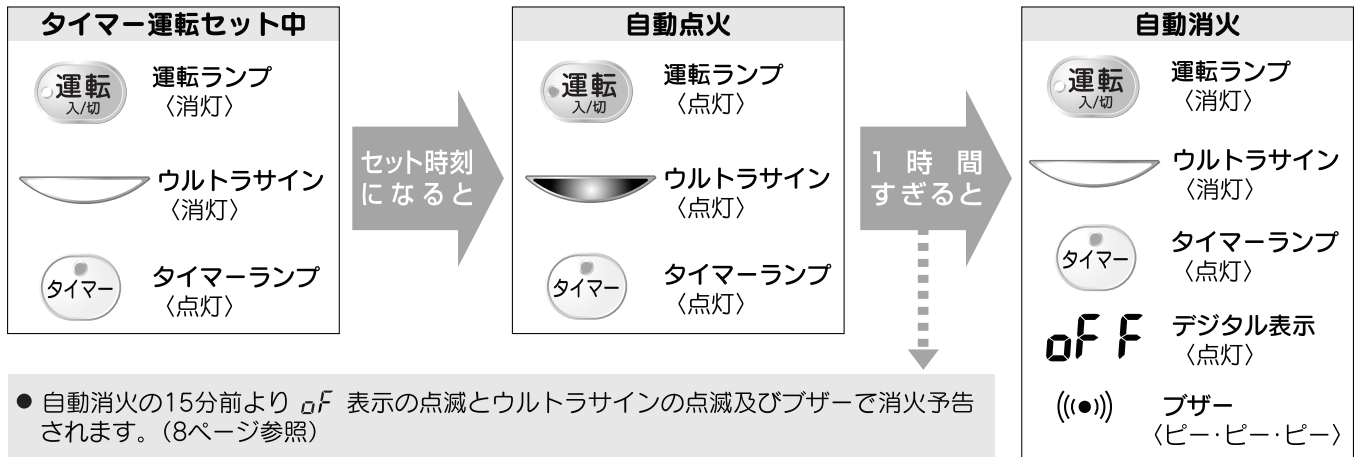 タイマー運転セット中
運転
入/切
運転ランプ
〈消灯〉
ウルトラサイン
〈消灯〉
タイマー
タイマーランプ
〈点灯〉
セット時刻
になると
自動点火
運転
入/切
運転ランプ
〈点灯〉
ウルトラサイン
〈点灯〉
タイマー
タイマーランプ
〈点灯〉
1時間
すぎると
自動消火
運転
入/切
運転ランプ
〈消灯〉
ウルトラサイン
〈消灯〉
タイマー
タイマーランプ
〈点灯〉
oFF
デジタル表示
〈点灯〉
ブザー
〈ピー・ピー・ピー〉
● 自動消火の15分前より oF 表示の点滅とウルトラサインの点滅及びブザーで消火予告
されます。(8ページ参照)